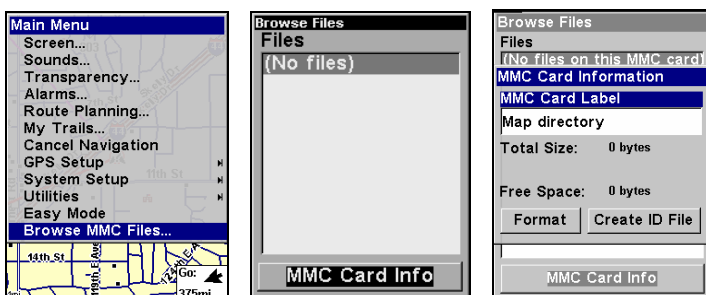 Main Menu
Screen...
Sounds...
Transparency...
Alarms...
Route Planning...
My Trails...
Cancel Navigation
GPS Setup
System Setup
Utilities
Easy Mode
Browse MMC Files...
11th St
14th St
119th E Ave
Go:
375mi
Browse Files
Files
(No files)
MMC Card Info
Browse Files
Files
(No files on this MMC card)
MMC Card Information
MMC Card Label
Map directory
Total Size: 0 bytes
Free Space: 0 bytes
Format Create ID File
MMC Card Info